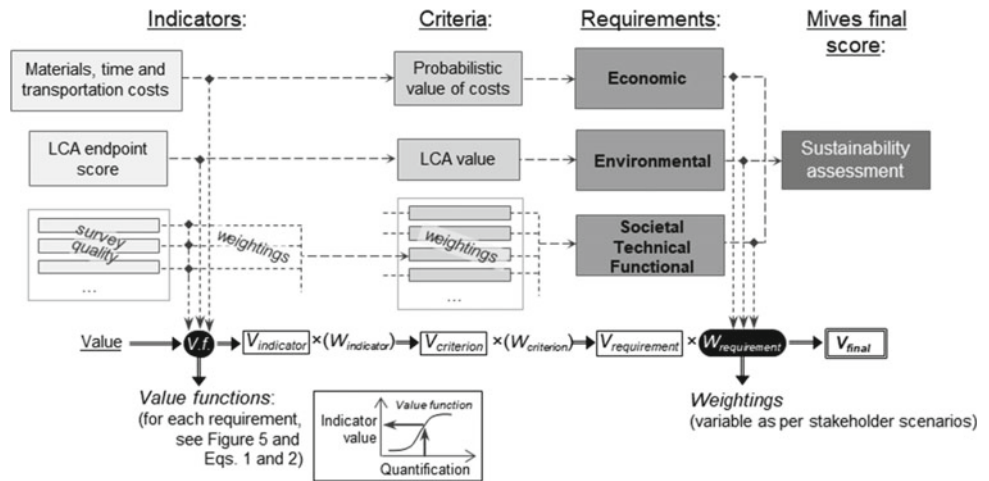 Indicators:
Criteria:
Requirements:
Mives final
score:
Materials, time and
transportation costs
Probabilistic
value of costs
Economic
LCA endpoint
score
LCA value
Environmental
Sustainability
assessment
survey
quality
...
weightings
weightings
...
Societal
Technical
Functional
Value
V.f.
Vindicator ×(Windicator)
Vcriterion ×(Wcriterion)
Vrequirement ×
Wrequirement
Vfinal
Value functions:
(for each requirement,
see Figure 5 and
Eqs. 1 and 2)
Value function
Indicator
value
Quantification
Weightings
(variable as per stakeholder scenarios)